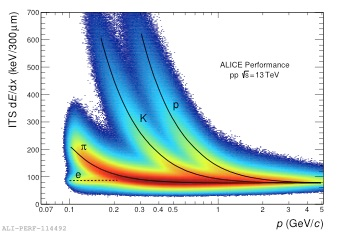 ITS dE/dx (keV/300μm)
700
600
500
400
300
200
100
0
ALICE Performance
pp √s = 13 TeV
π
e
K
p
0.07 0.1 0.2 0.3 0.4 0.5 1 2 3 4 5
p (GeV/c)
ALI-PERF-114492